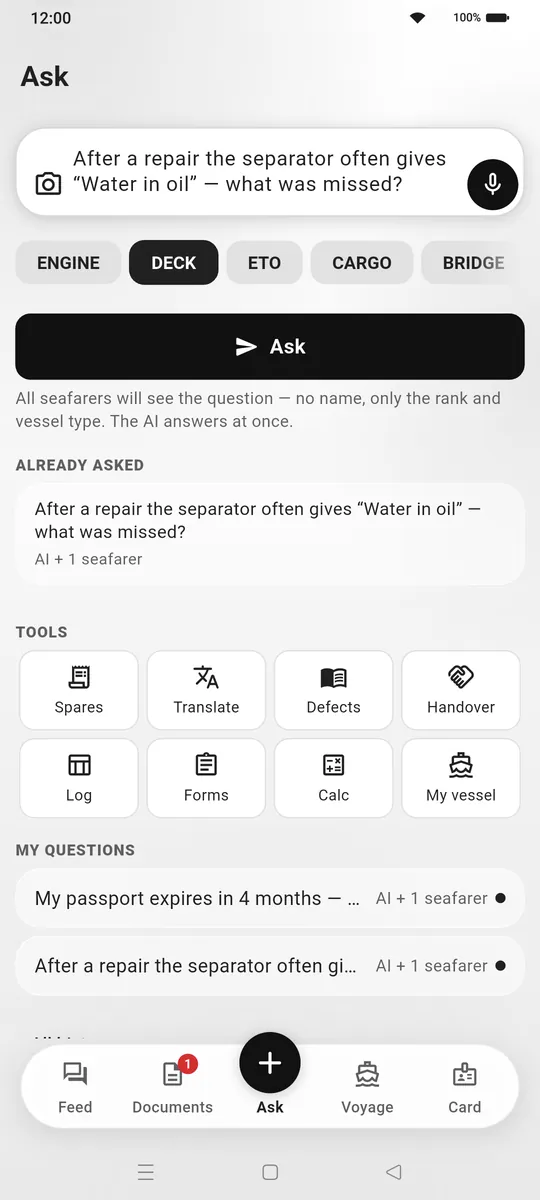 12:00
100%
Ask
After a repair the separator often gives
“Water in oil” — what was missed?
ENGINE
DECK
ETO
CARGO
BRIDGE
Ask
All seafarers will see the question — no name, only the rank and
vessel type. The AI answers at once.
ALREADY ASKED
After a repair the separator often gives “Water in oil” —
what was missed?
AI + 1 seafarer
TOOLS
Spares
Translate
Defects
Handover
Log
Forms
Calc
My vessel
MY QUESTIONS
My passport expires in 4 months — …
AI + 1 seafarer
After a repair the separator often gi…
AI + 1 seafarer
1
Feed
Documents
Ask
Voyage
Card